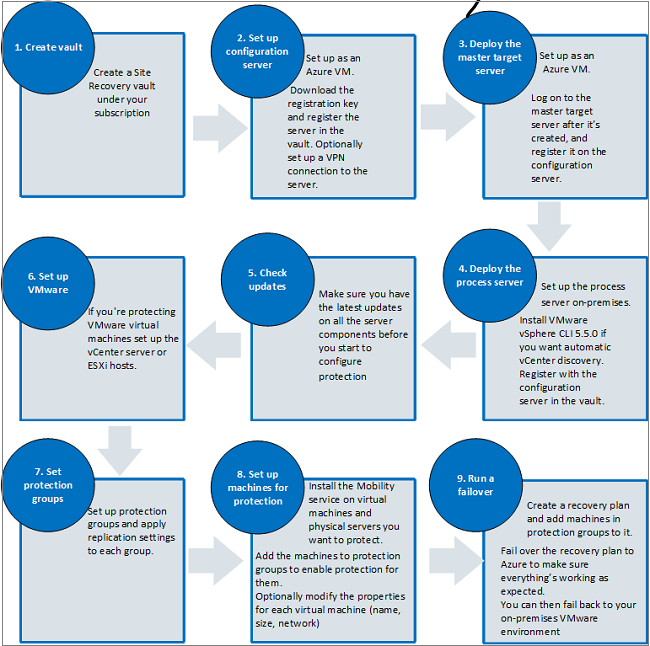 1. Create vault
Create a Site
Recovery vault
under your
subscription
2. Set up
configuration
server
Set up as an
Azure VM.
Download the
registration key
and register the
server in the
vault. Optionally
set up a VPN
connection to the
server.
3. Deploy the
master target
server
Set up as an
Azure VM.
Log on to the
master target
server after it's
created, and
register it on the
configuration
server.
4. Deploy the
process server
Set up the process
server on-premises.
Install VMware
vSphere CLI 5.5.0 if
you want automatic
vCenter discovery.
Register with the
configuration
server in the vault.
5. Check
updates
Make sure you have
the latest updates
on all the server
components before
you start to
configure
protection
6. Set up
VMware
If you're protecting
VMware virtual
machines set up the
vCenter server or
ESXi hosts.
7. Set
protection
groups
Set up protection
groups and apply
replication settings
to each group.
8. Set up
machines for
protection
Install the Mobility
service on virtual
machines and
physical servers you
want to protect.
Add the machines to protection
groups to enable protection for
them.
Optionally modify the properties
for each virtual machine (name,
size, network)
9. Run a
failover
Create a recovery plan
and add machines in
protection groups to it.
Fail over the recovery plan to
Azure to make sure
everything's working as
expected.
You can then fail back to your
on-premises VMware
environment